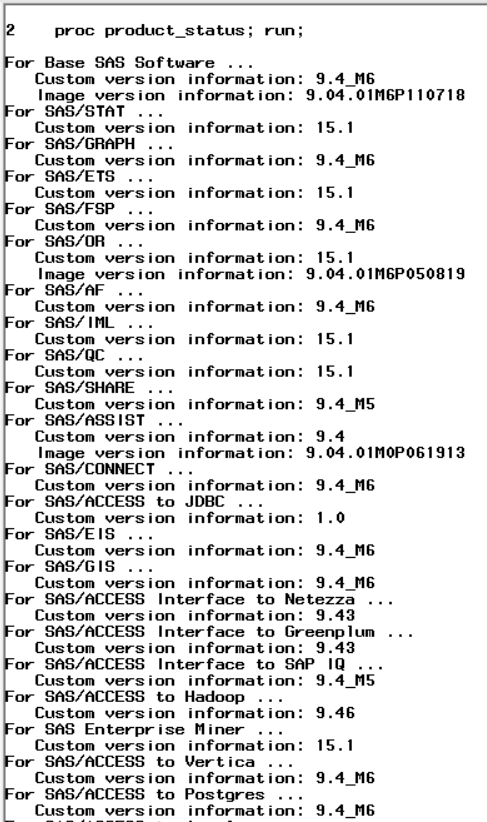 2 proc product_status; run;
For Base SAS Software ...
Custom version information: 9.4_M6
Image version information: 9.04.01M6P110718
For SAS/STAT ...
Custom version information: 15.1
For SAS/GRAPH ...
Custom version information: 9.4_M6
For SAS/ETS ...
Custom version information: 15.1
For SAS/FSP ...
Custom version information: 9.4_M6
For SAS/OR ...
Custom version information: 15.1
Image version information: 9.04.01M6P050819
For SAS/AF ...
Custom version information: 9.4_M6
For SAS/IML ...
Custom version information: 15.1
For SAS/QC ...
Custom version information: 15.1
For SAS/SHARE ...
Custom version information: 9.4_M5
For SAS/ASSIST ...
Custom version information: 9.4
Image version information: 9.04.01M0P061913
For SAS/CONNECT ...
Custom version information: 9.4_M6
For SAS/ACCESS to JDBC ...
Custom version information: 1.0
For SAS/EIS ...
Custom version information: 9.4_M6
For SAS/GIS ...
Custom version information: 9.4_M6
For SAS/ACCESS Interface to Netezza ...
Custom version information: 9.43
For SAS/ACCESS Interface to Greenplum ...
Custom version information: 9.43
For SAS/ACCESS Interface to SAP IQ ...
Custom version information: 9.4_M5
For SAS/ACCESS to Hadoop ...
Custom version information: 9.46
For SAS Enterprise Miner ...
Custom version information: 15.1
For SAS/ACCESS to Vertica ...
Custom version information: 9.4_M6
For SAS/ACCESS to Postgres ...
Custom version information: 9.4_M6